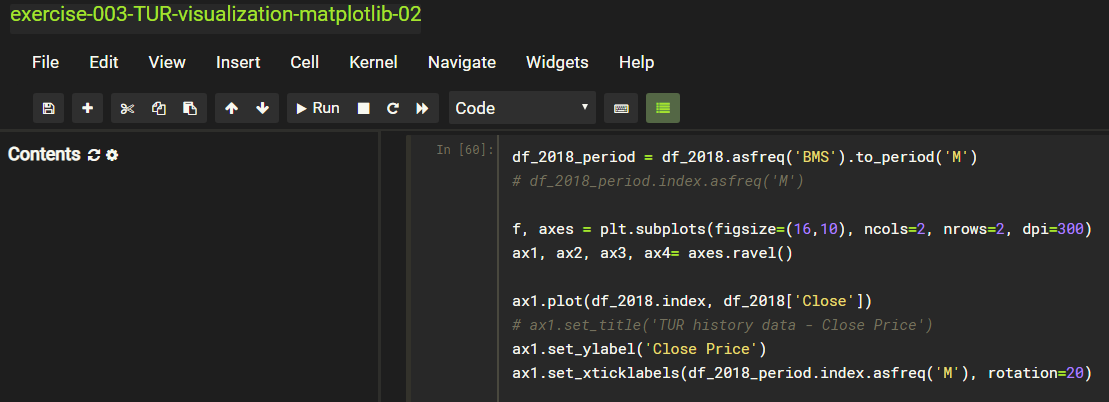 exercise-003-TUR-visualization-matplotlib-02
File Edit View Insert Cell Kernel Navigate Widgets Help
Run Code
Contents
In [60]:
df_2018_period = df_2018.asfreq('BMS').to_period('M')
# df_2018_period.index.asfreq('M')
f, axes = plt.subplots(figsize=(16,10), ncols=2, nrows=2, dpi=300)
ax1, ax2, ax3, ax4= axes.ravel()
ax1.plot(df_2018.index, df_2018['Close'])
# ax1.set_title('TUR history data - Close Price')
ax1.set_ylabel('Close Price')
ax1.set_xticklabels(df_2018_period.index.asfreq('M'), rotation=20)